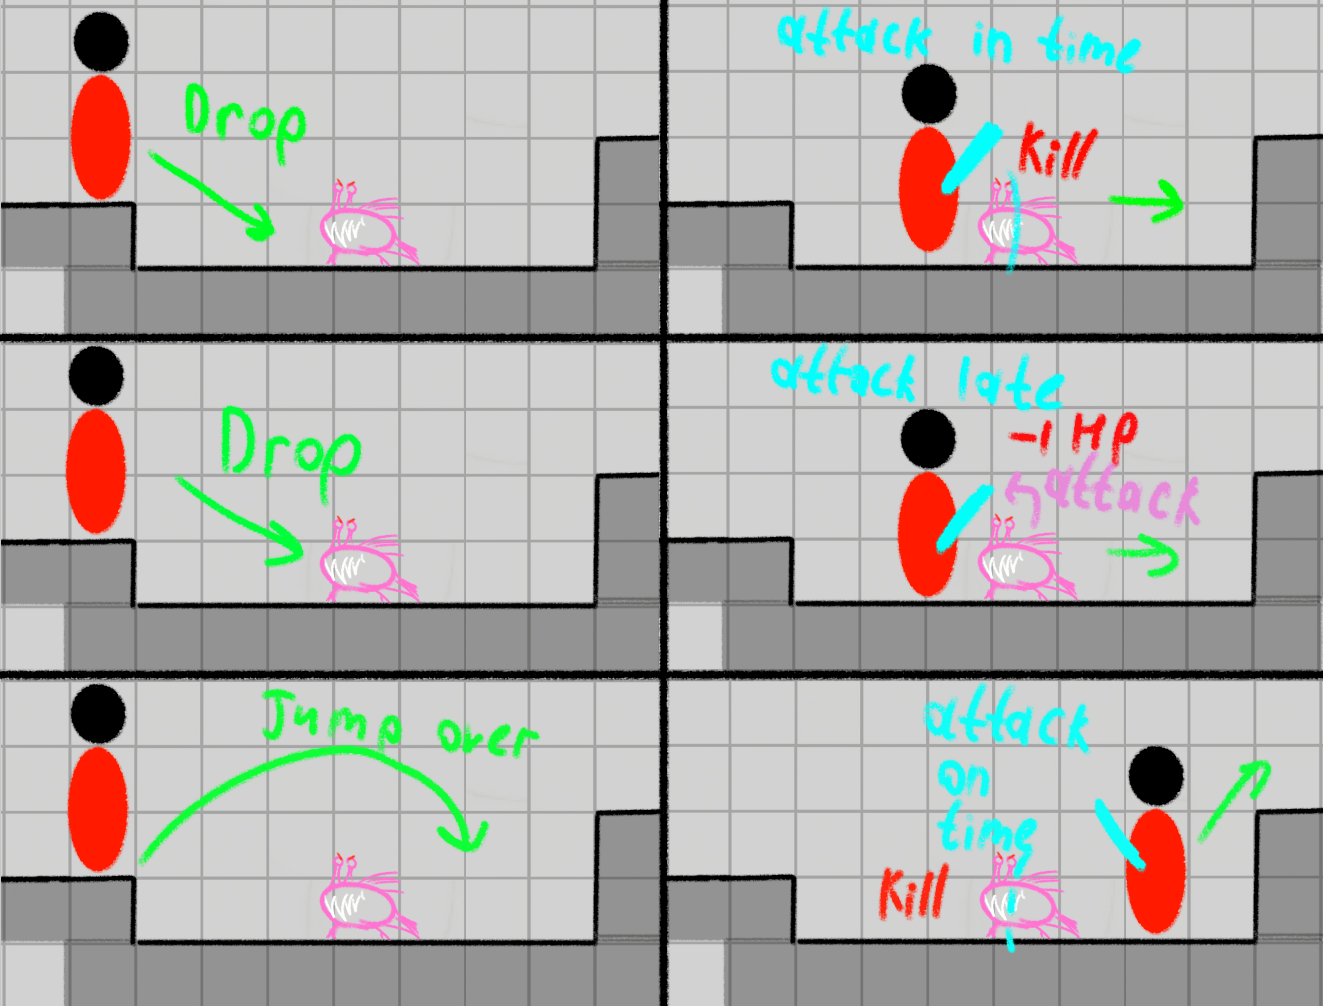 Drop
attack in time
Kill
Drop
attack late
-1 HP
attack
Jump over
attack
on
time
Kill